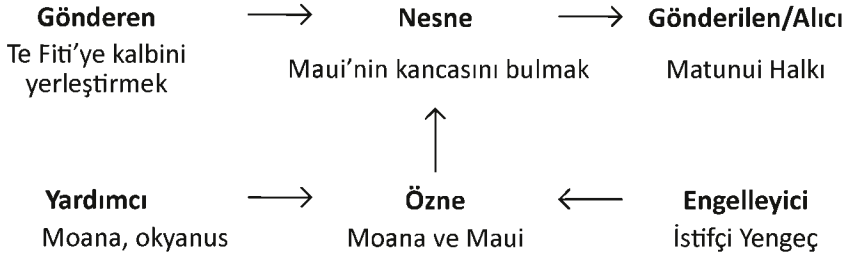 Gönderen → Nesne → Gönderilen/Alıcı
Te Fiti’ye kalbini
yerleştirmek
Maui’nin kancasını bulmak
Matunui Halkı
Yardımcı → Özne ← Engelleyici
Moana, okyanus
Moana ve Maui
İstifçi Yengeç